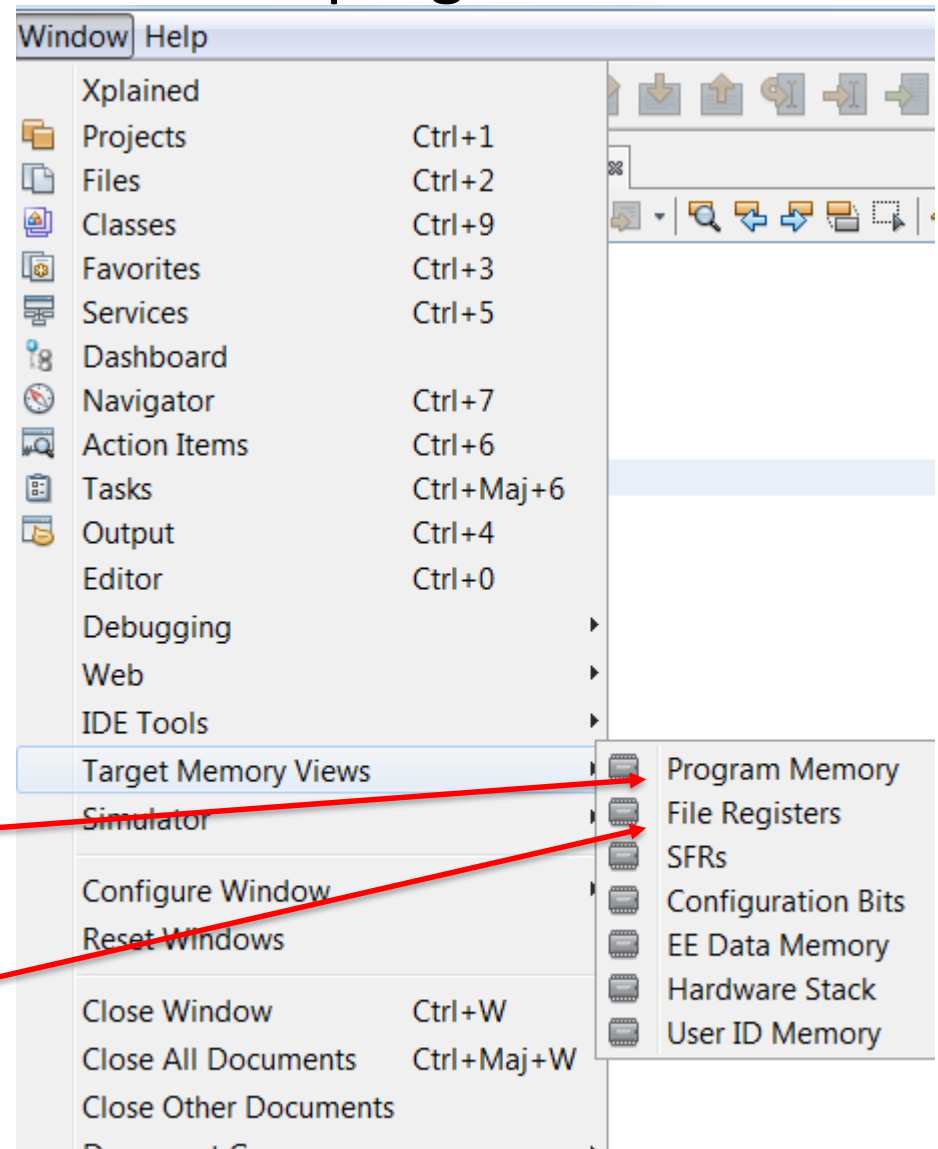 Window Help
Xplained
Projects Ctrl+1
Files Ctrl+2
Classes Ctrl+9
Favorites Ctrl+3
Services Ctrl+5
Dashboard
Navigator Ctrl+7
Action Items Ctrl+6
Tasks Ctrl+Maj+6
Output Ctrl+4
Editor Ctrl+0
Debugging
Web
IDE Tools
Target Memory Views
Simulator
Configure Window
Reset Windows
Close Window Ctrl+W
Close All Documents Ctrl+Maj+W
Close Other Documents
Program Memory
File Registers
SFRs
Configuration Bits
EE Data Memory
Hardware Stack
User ID Memory